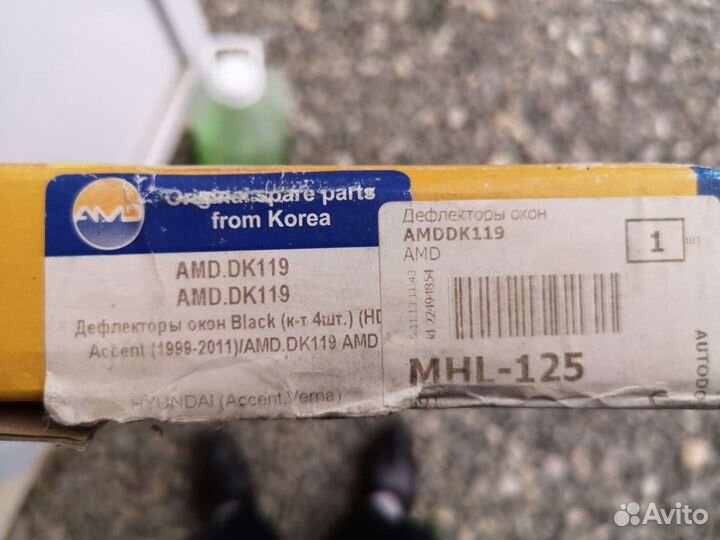 AMD
Original spare parts
from Korea
AMD.DK119
AMD.DK119
Дефлекторы окон Black (к-т 4шт.) (HD
Accent (1999-2011)/AMD.DK119 AMD
HYUNDAI (Accent,Verna)
Дефлекторы окон
AMDDK119
AMD
1
шт
MHL-125
AUTODO
Avito